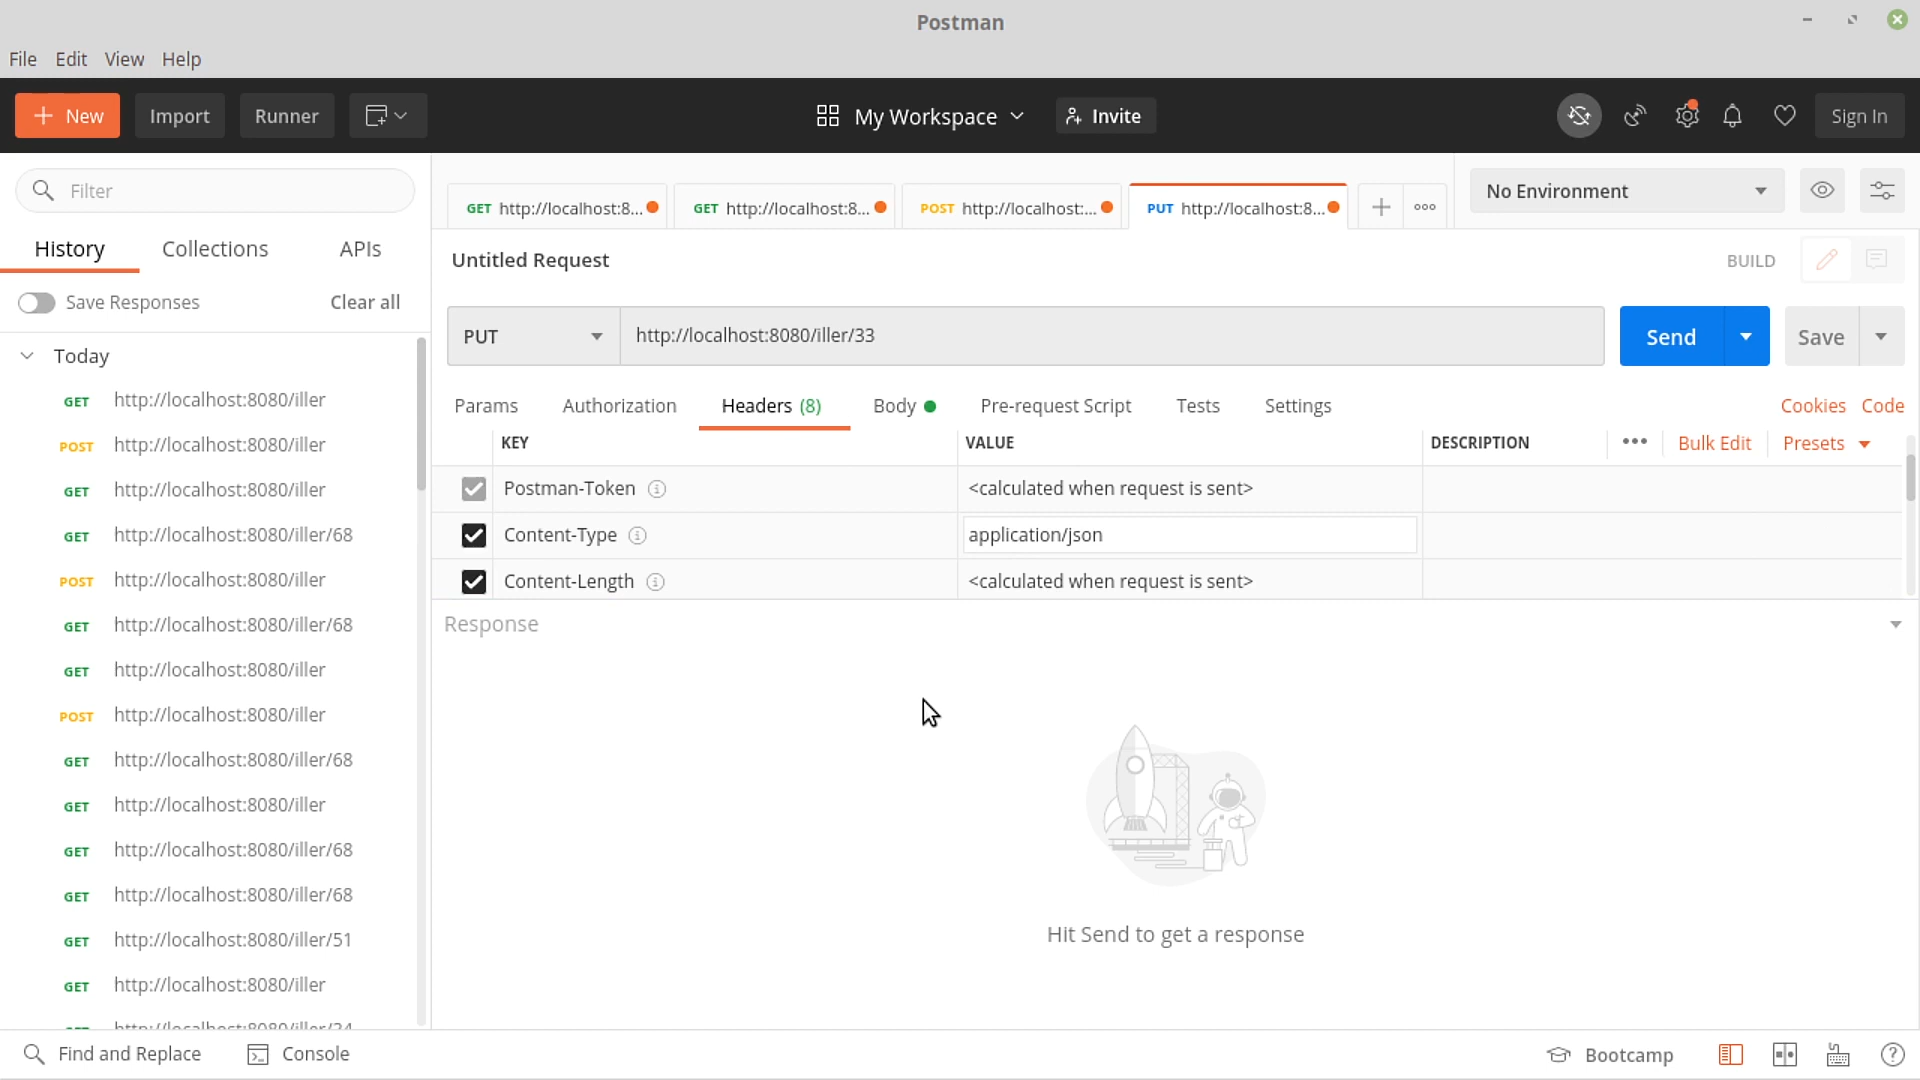 Postman
File Edit View Help
New Import Runner My Workspace Invite Sign In
Filter
History Collections APIs
Save Responses Clear all
Today
GET http://localhost:8080/iller
POST http://localhost:8080/iller
GET http://localhost:8080/iller
GET http://localhost:8080/iller/68
POST http://localhost:8080/iller
GET http://localhost:8080/iller/68
GET http://localhost:8080/iller
POST http://localhost:8080/iller
GET http://localhost:8080/iller/68
GET http://localhost:8080/iller
GET http://localhost:8080/iller/68
GET http://localhost:8080/iller/68
GET http://localhost:8080/iller/51
GET http://localhost:8080/iller
GET http://localhost:8080/iller/34
GET http://localhost:8... GET http://localhost:8... POST http://localhost:... PUT http://localhost:8...
No Environment
Untitled Request BUILD
PUT http://localhost:8080/iller/33 Send Save
Params Authorization Headers (8) Body Pre-request Script Tests Settings Cookies Code
KEY VALUE DESCRIPTION Bulk Edit Presets
Postman-Token <calculated when request is sent>
Content-Type application/json
Content-Length <calculated when request is sent>
Response
Hit Send to get a response
Find and Replace Console Bootcamp